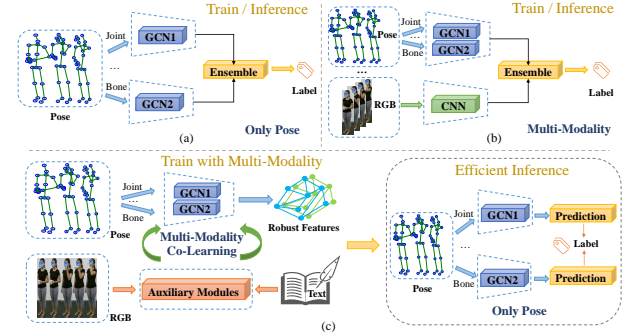 Train / Inference
Joint
GCN1
...
Bone
GCN2
Pose
Ensemble
Label
(a)
Only Pose
Train / Inference
Joint
Pose
Bone
GCN1
GCN2
...
RGB
CNN
Ensemble
Label
(b)
Multi-Modality
Train with Multi-Modality
Joint
...
Bone
Pose
GCN1
GCN2
Robust Features
Multi-Modality
Co-Learning
RGB
Auxiliary Modules
Text
(c)
Efficient Inference
Joint
GCN1
Prediction
...
Label
Pose
Bone
GCN2
Prediction
Only Pose